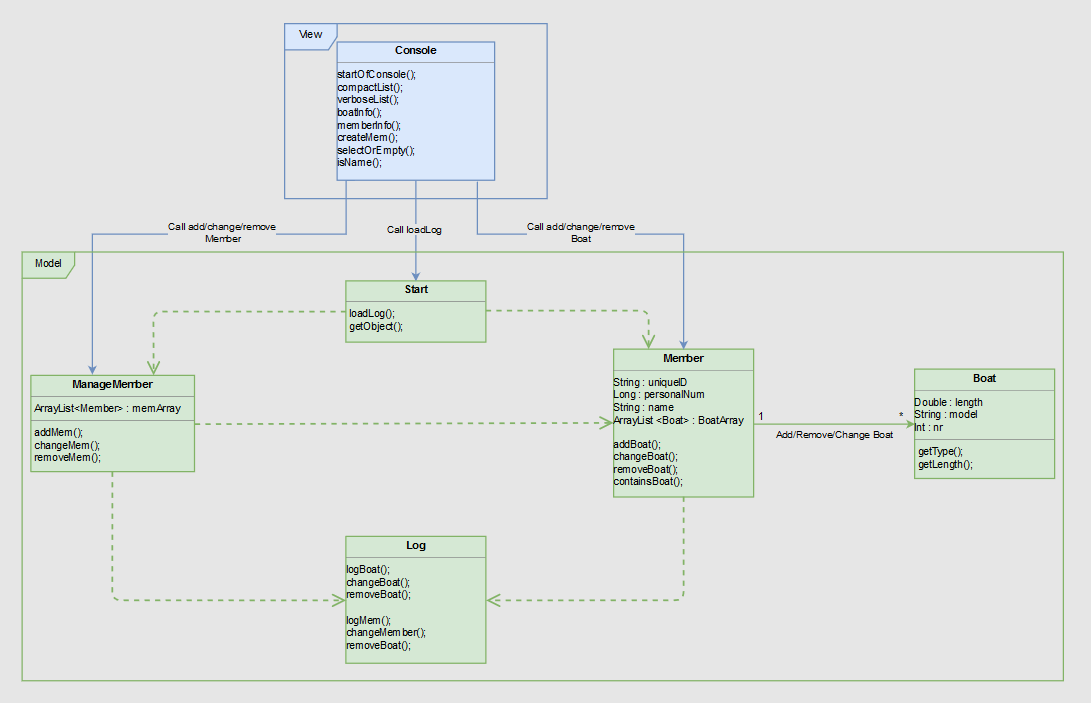 View
Console
startOfConsole();
compactList();
verboseList();
boatInfo();
memberInfo();
createMem();
selectOrEmpty();
isName();
Call add/change/remove
Member
Call loadLog
Call add/change/remove
Boat
Model
Start
loadLog();
getObject();
ManageMember
ArrayList<Member> : memArray
addMem();
changeMem();
removeMem();
Member
String : uniqueID
Long : personalNum
String : name
ArrayList <Boat> : BoatArray
addBoat();
changeBoat();
removeBoat();
containsBoat();
1
*
Add/Remove/Change Boat
Boat
Double : length
String : model
Int : nr
getType();
getLength();
Log
logBoat();
changeBoat();
removeBoat();
logMem();
changeMember();
removeBoat();